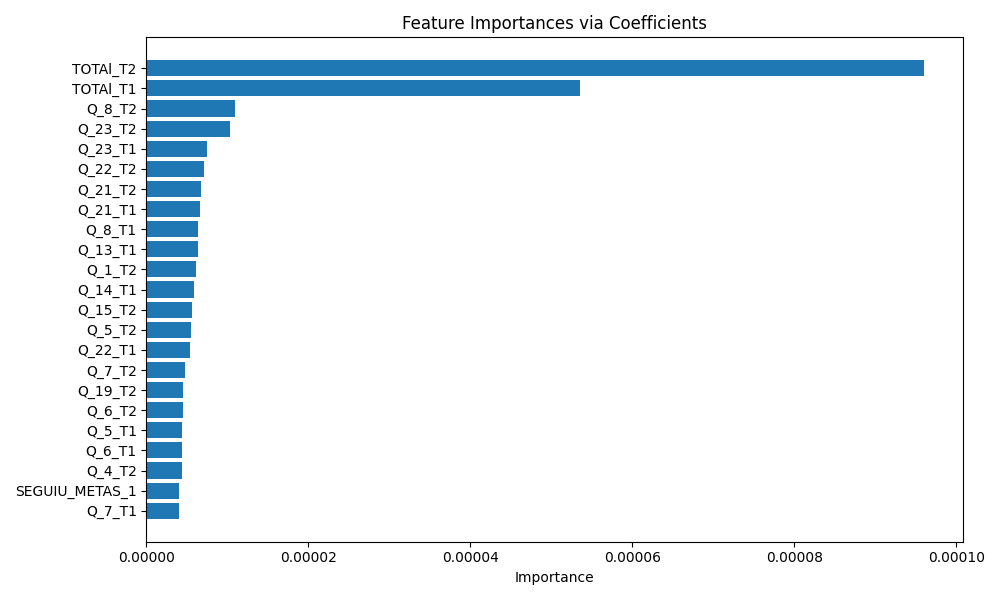 Feature Importances via Coefficients
TOTAl_T2
TOTAl_T1
Q_8_T2
Q_23_T2
Q_23_T1
Q_22_T2
Q_21_T2
Q_21_T1
Q_8_T1
Q_13_T1
Q_1_T2
Q_14_T1
Q_15_T2
Q_5_T2
Q_22_T1
Q_7_T2
Q_19_T2
Q_6_T2
Q_5_T1
Q_6_T1
Q_4_T2
SEGUIU_METAS_1
Q_7_T1
0.00000 0.00002 0.00004 0.00006 0.00008 0.00010
Importance